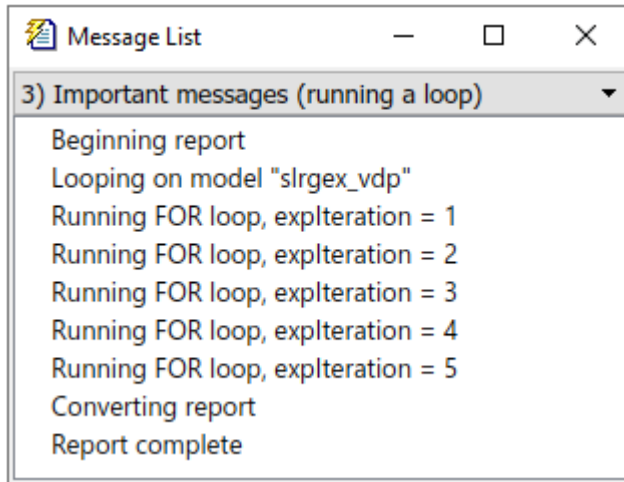 Message List
3) Important messages (running a loop)
Beginning report
Looping on model "slrgex_vdp"
Running FOR loop, expIteration = 1
Running FOR loop, expIteration = 2
Running FOR loop, expIteration = 3
Running FOR loop, expIteration = 4
Running FOR loop, expIteration = 5
Converting report
Report complete